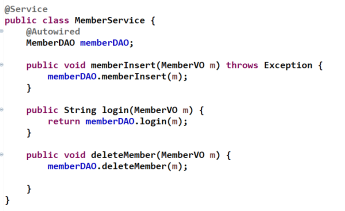 @Service
public class MemberService {
    @Autowired
    MemberDAO memberDAO;

    public void memberInsert(MemberVO m) throws Exception {
        memberDAO.memberInsert(m);
    }

    public String login(MemberVO m) {
        return memberDAO.login(m);
    }

    public void deleteMember(MemberVO m) {
        memberDAO.deleteMember(m);

    }
}